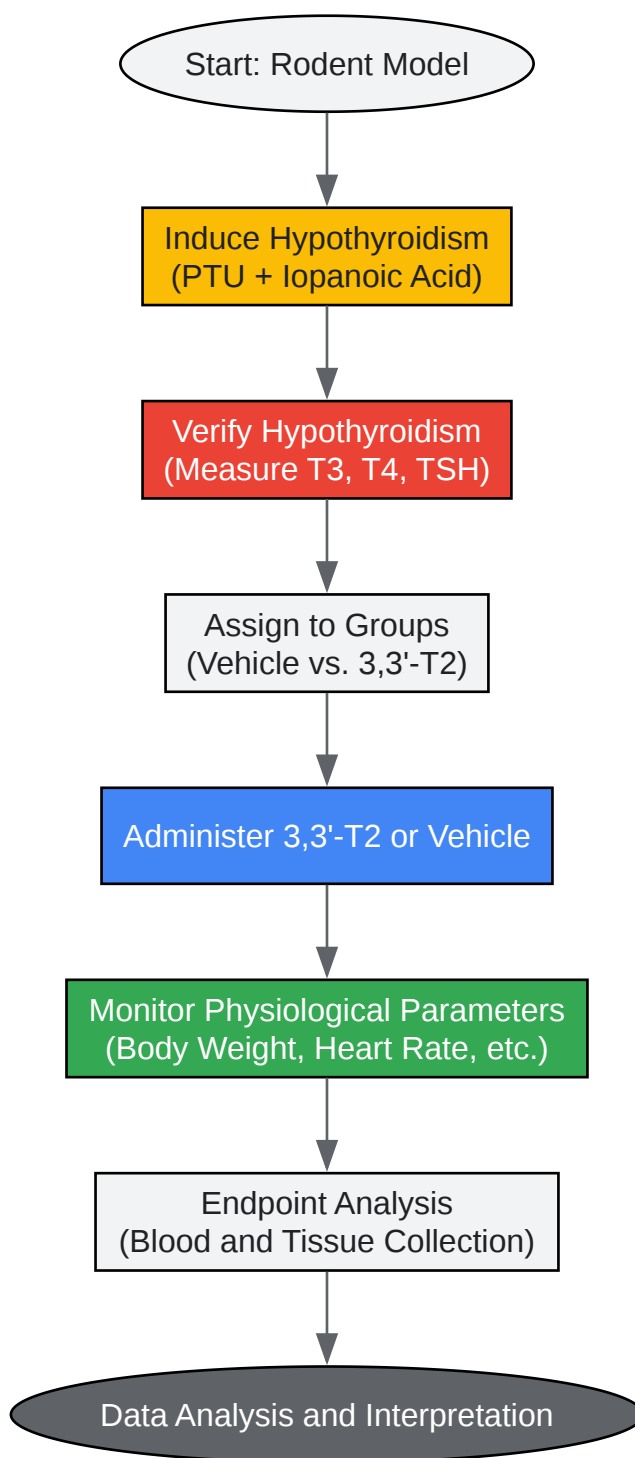 Start: Rodent Model
Induce Hypothyroidism
(PTU + Iopanoic Acid)
Verify Hypothyroidism
(Measure T3, T4, TSH)
Assign to Groups
(Vehicle vs. 3,3'-T2)
Administer 3,3'-T2 or Vehicle
Monitor Physiological Parameters
(Body Weight, Heart Rate, etc.)
Endpoint Analysis
(Blood and Tissue Collection)
Data Analysis and Interpretation